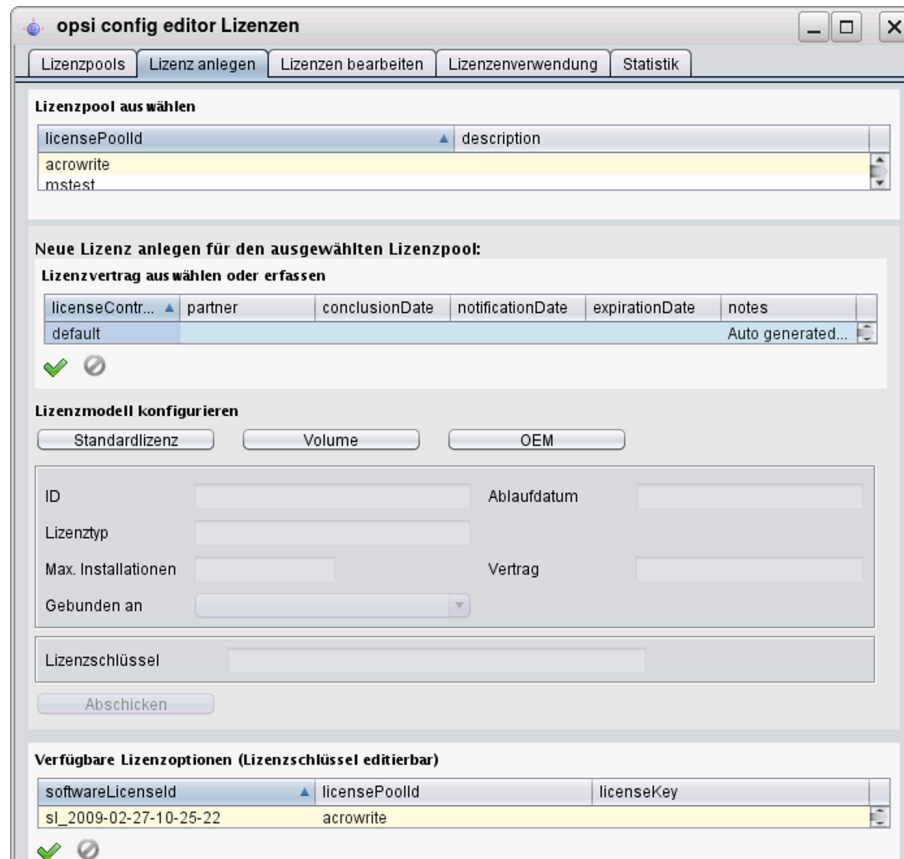 opsi config editor Lizenzen
Lizenzpools Lizenz anlegen Lizenzen bearbeiten Lizenzenverwendung Statistik
Lizenzpool auswählen
licensePoolId description
acrowrite
mstest
Neue Lizenz anlegen für den ausgewählten Lizenzpool:
Lizenzvertrag auswählen oder erfassen
licenseContr... partner conclusionDate notificationDate expirationDate notes
default Auto generated...
Lizenzmodell konfigurieren
Standardlizenz Volume OEM
ID Ablaufdatum
Lizenztyp
Max. Installationen Vertrag
Gebunden an
Lizenzschlüssel
Abschicken
Verfügbare Lizenzoptionen (Lizenzschlüssel editierbar)
softwareLicenseId licensePoolId licenseKey
sl_2009-02-27-10-25-22 acrowrite